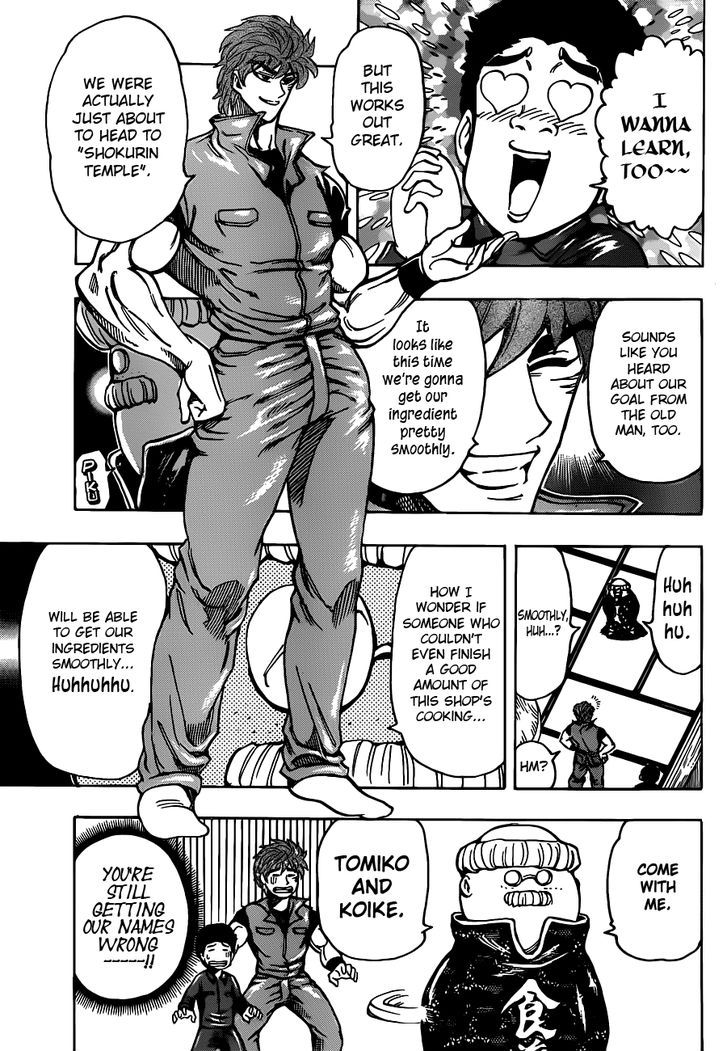 I
WANNA
LEARN,
TOO~~
BUT
THIS
WORKS
OUT
GREAT.
WE WERE
ACTUALLY
JUST ABOUT
TO HEAD TO
"SHOKURIN
TEMPLE".
SOUNDS
LIKE YOU
HEARD
ABOUT OUR
GOAL FROM
THE OLD
MAN, TOO.
It
looks like
this time
we're gonna
get our
ingredient
pretty
smoothly.
PIKU
Huh
huh
hu.
SMOOTHLY,
HUH...?
HM?
HOW I
WONDER IF
SOMEONE WHO
COULDN'T
EVEN FINISH
A GOOD
AMOUNT OF
THIS SHOP'S
COOKING...
WILL BE ABLE
TO GET OUR
INGREDIENTS
SMOOTHLY...
Huhhuhhu.
COME
WITH
ME.
TOMIKO
AND
KOIKE.
食
YOU'RE
STILL
GETTING
OUR NAMES
WRONG
-----!!